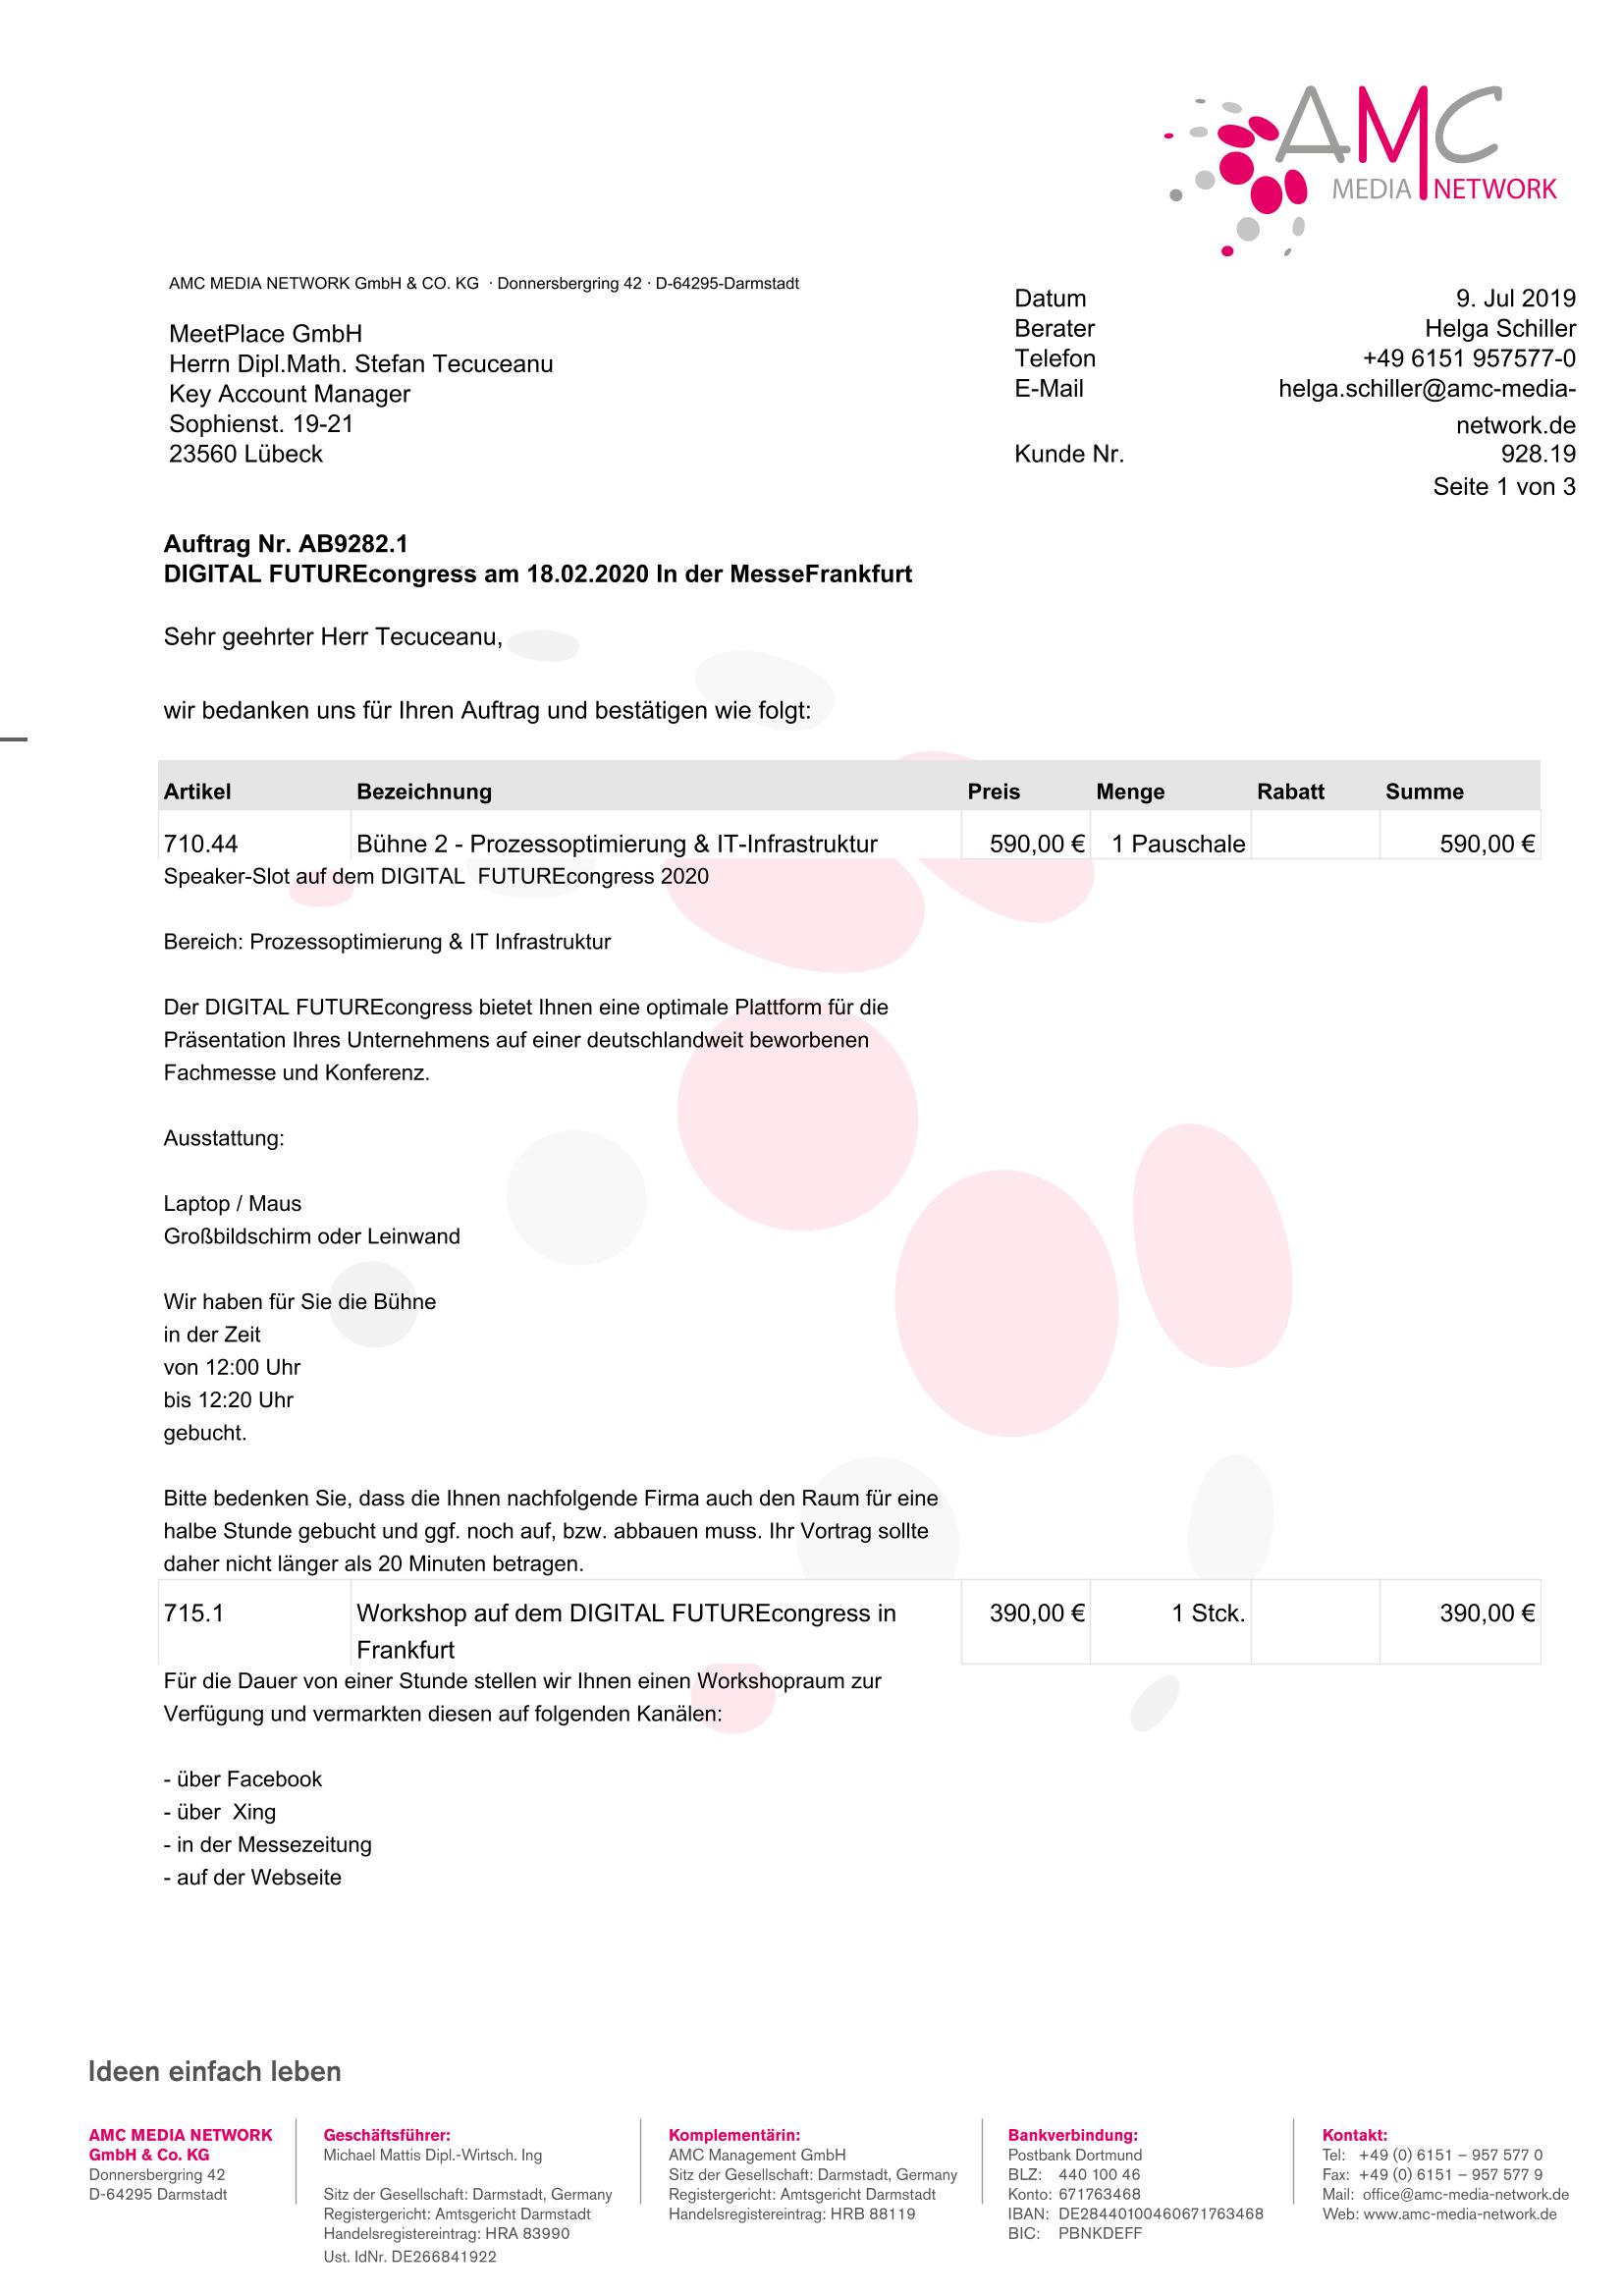 AMC
MEDIA NETWORK
AMC MEDIA NETWORK GmbH & CO. KG · Donnersbergring 42 · D-64295-Darmstadt
MeetPlace GmbH
Herrn Dipl.Math. Stefan Tecuceanu
Key Account Manager
Sophienst. 19-21
23560 Lübeck
Datum 9. Jul 2019
Berater Helga Schiller
Telefon +49 6151 957577-0
E-Mail helga.schiller@amc-media-
network.de
Kunde Nr. 928.19
Seite 1 von 3
Auftrag Nr. AB9282.1
DIGITAL FUTUREcongress am 18.02.2020 In der MesseFrankfurt
Sehr geehrter Herr Tecuceanu,
wir bedanken uns für Ihren Auftrag und bestätigen wie folgt:
Artikel Bezeichnung Preis Menge Rabatt Summe
710.44 Bühne 2 - Prozessoptimierung & IT-Infrastruktur 590,00 € 1 Pauschale 590,00 €
Speaker-Slot auf dem DIGITAL FUTUREcongress 2020
Bereich: Prozessoptimierung & IT Infrastruktur
Der DIGITAL FUTUREcongress bietet Ihnen eine optimale Plattform für die
Präsentation Ihres Unternehmens auf einer deutschlandweit beworbenen
Fachmesse und Konferenz.
Ausstattung:
Laptop / Maus
Großbildschirm oder Leinwand
Wir haben für Sie die Bühne
in der Zeit
von 12:00 Uhr
bis 12:20 Uhr
gebucht.
Bitte bedenken Sie, dass die Ihnen nachfolgende Firma auch den Raum für eine
halbe Stunde gebucht und ggf. noch auf, bzw. abbauen muss. Ihr Vortrag sollte
daher nicht länger als 20 Minuten betragen.
715.1 Workshop auf dem DIGITAL FUTUREcongress in 390,00 € 1 Stck. 390,00 €
Frankfurt
Für die Dauer von einer Stunde stellen wir Ihnen einen Workshopraum zur
Verfügung und vermarkten diesen auf folgenden Kanälen:
- über Facebook
- über Xing
- in der Messezeitung
- auf der Webseite
Ideen einfach leben
AMC MEDIA NETWORK
GmbH & Co. KG
Donnersbergring 42
D-64295 Darmstadt
Geschäftsführer:
Michael Mattis Dipl.-Wirtsch. Ing
Sitz der Gesellschaft: Darmstadt, Germany
Registergericht: Amtsgericht Darmstadt
Handelsregistereintrag: HRA 83990
Ust. IdNr. DE266841922
Komplementärin:
AMC Management GmbH
Sitz der Gesellschaft: Darmstadt, Germany
Registergericht: Amtsgericht Darmstadt
Handelsregistereintrag: HRB 88119
Bankverbindung:
Postbank Dortmund
BLZ: 440 100 46
Konto: 671763468
IBAN: DE28440100460671763468
BIC: PBNKDEFF
Kontakt:
Tel: +49 (0) 6151 – 957 577 0
Fax: +49 (0) 6151 – 957 577 9
Mail: office@amc-media-network.de
Web: www.amc-media-network.de